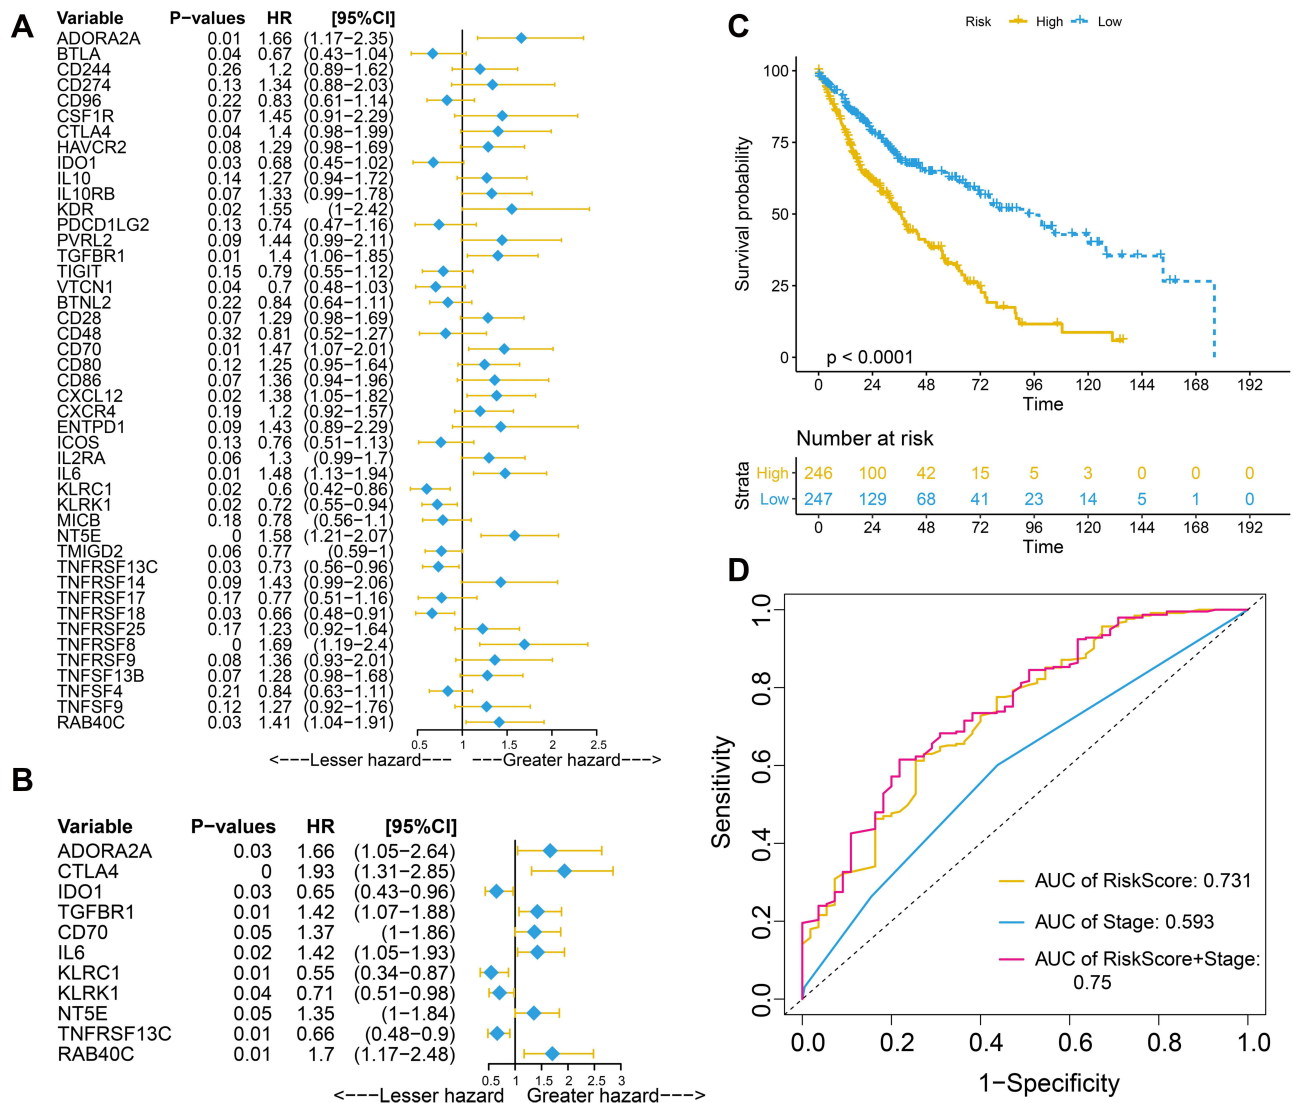 A
Variable P−values HR [95%CI]
ADORA2A 0.01 1.66 (1.17−2.35)
BTLA 0.04 0.67 (0.43−1.04)
CD244 0.26 1.2 (0.89−1.62)
CD274 0.13 1.34 (0.88−2.03)
CD96 0.22 0.83 (0.61−1.14)
CSF1R 0.07 1.45 (0.91−2.29)
CTLA4 0.04 1.4 (0.98−1.99)
HAVCR2 0.08 1.29 (0.98−1.69)
IDO1 0.03 0.68 (0.45−1.02)
IL10 0.14 1.27 (0.94−1.72)
IL10RB 0.07 1.33 (0.99−1.78)
KDR 0.02 1.55 (1−2.42)
PDCD1LG2 0.13 0.74 (0.47−1.16)
PVRL2 0.09 1.44 (0.99−2.11)
TGFBR1 0.01 1.4 (1.06−1.85)
TIGIT 0.15 0.79 (0.55−1.12)
VTCN1 0.04 0.7 (0.48−1.03)
BTNL2 0.22 0.84 (0.64−1.11)
CD28 0.07 1.29 (0.98−1.69)
CD48 0.32 0.81 (0.52−1.27)
CD70 0.01 1.47 (1.07−2.01)
CD80 0.12 1.25 (0.95−1.64)
CD86 0.07 1.36 (0.94−1.96)
CXCL12 0.02 1.38 (1.05−1.82)
CXCR4 0.19 1.2 (0.92−1.57)
ENTPD1 0.09 1.43 (0.89−2.29)
ICOS 0.13 0.76 (0.51−1.13)
IL2RA 0.06 1.3 (0.99−1.7)
IL6 0.01 1.48 (1.13−1.94)
KLRC1 0.02 0.6 (0.42−0.86)
KLRK1 0.02 0.72 (0.55−0.94)
MICB 0.18 0.78 (0.56−1.1)
NT5E 0 1.58 (1.21−2.07)
TMIGD2 0.06 0.77 (0.59−1)
TNFRSF13C 0.03 0.73 (0.56−0.96)
TNFRSF14 0.09 1.43 (0.99−2.06)
TNFRSF17 0.17 0.77 (0.51−1.16)
TNFRSF18 0.03 0.66 (0.48−0.91)
TNFRSF25 0.17 1.23 (0.92−1.64)
TNFRSF8 0 1.69 (1.19−2.4)
TNFRSF9 0.08 1.36 (0.93−2.01)
TNFSF13B 0.07 1.28 (0.98−1.68)
TNFSF4 0.21 0.84 (0.63−1.11)
TNFSF9 0.12 1.27 (0.92−1.76)
RAB40C 0.03 1.41 (1.04−1.91)
0.5 1 1.5 2 2.5
<−−−Lesser hazard−−− −−−Greater hazard−−−>
B
Variable P−values HR [95%CI]
ADORA2A 0.03 1.66 (1.05−2.64)
CTLA4 0 1.93 (1.31−2.85)
IDO1 0.03 0.65 (0.43−0.96)
TGFBR1 0.01 1.42 (1.07−1.88)
CD70 0.05 1.37 (1−1.86)
IL6 0.02 1.42 (1.05−1.93)
KLRC1 0.01 0.55 (0.34−0.87)
KLRK1 0.04 0.71 (0.51−0.98)
NT5E 0.05 1.35 (1−1.84)
TNFRSF13C 0.01 0.66 (0.48−0.9)
RAB40C 0.01 1.7 (1.17−2.48)
0.5 1 1.5 2 2.5 3
<−−−Lesser hazard Greater hazard−−−>
C
Risk High Low
Survival probability
100
75
50
25
0
p < 0.0001
0 24 48 72 96 120 144 168 192
Time
Number at risk
Strata
High 246 100 42 15 5 3 0 0 0
Low 247 129 68 41 23 14 5 1 0
0 24 48 72 96 120 144 168 192
Time
D
Sensitivity
1.0
0.8
0.6
0.4
0.2
0.0
AUC of RiskScore: 0.731
AUC of Stage: 0.593
AUC of RiskScore+Stage:
0.75
0.0 0.2 0.4 0.6 0.8 1.0
1−Specificity